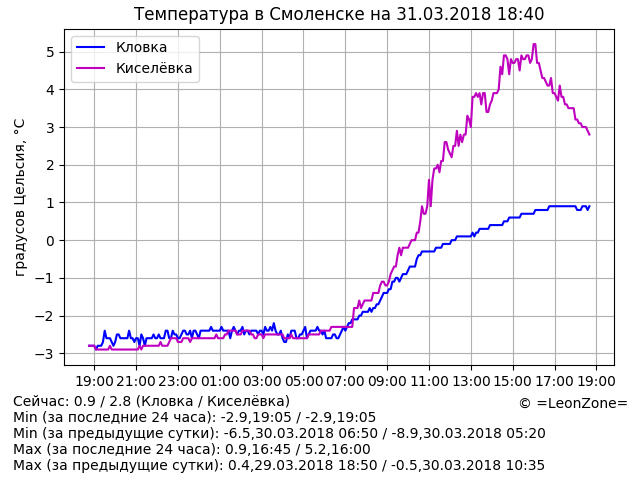 Температура в Смоленске на 31.03.2018 18:40
Кловка
Киселёвка
градусов Цельсия, °C
5
4
3
2
1
0
−1
−2
−3
19:00 21:00 23:00 01:00 03:00 05:00 07:00 09:00 11:00 13:00 15:00 17:00 19:00
Сейчас: 0.9 / 2.8 (Кловка / Киселёвка)
© =LeonZone=
Min (за последние 24 часа): -2.9,19:05 / -2.9,19:05
Min (за предыдущие сутки): -6.5,30.03.2018 06:50 / -8.9,30.03.2018 05:20
Max (за последние 24 часа): 0.9,16:45 / 5.2,16:00
Max (за предыдущие сутки): 0.4,29.03.2018 18:50 / -0.5,30.03.2018 10:35